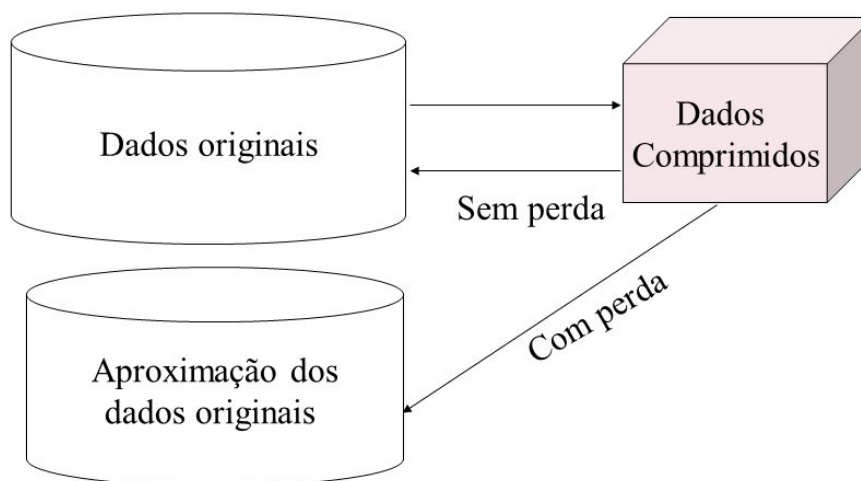 Dados originais
Dados
Comprimidos
Sem perda
Com perda
Aproximação dos
dados originais